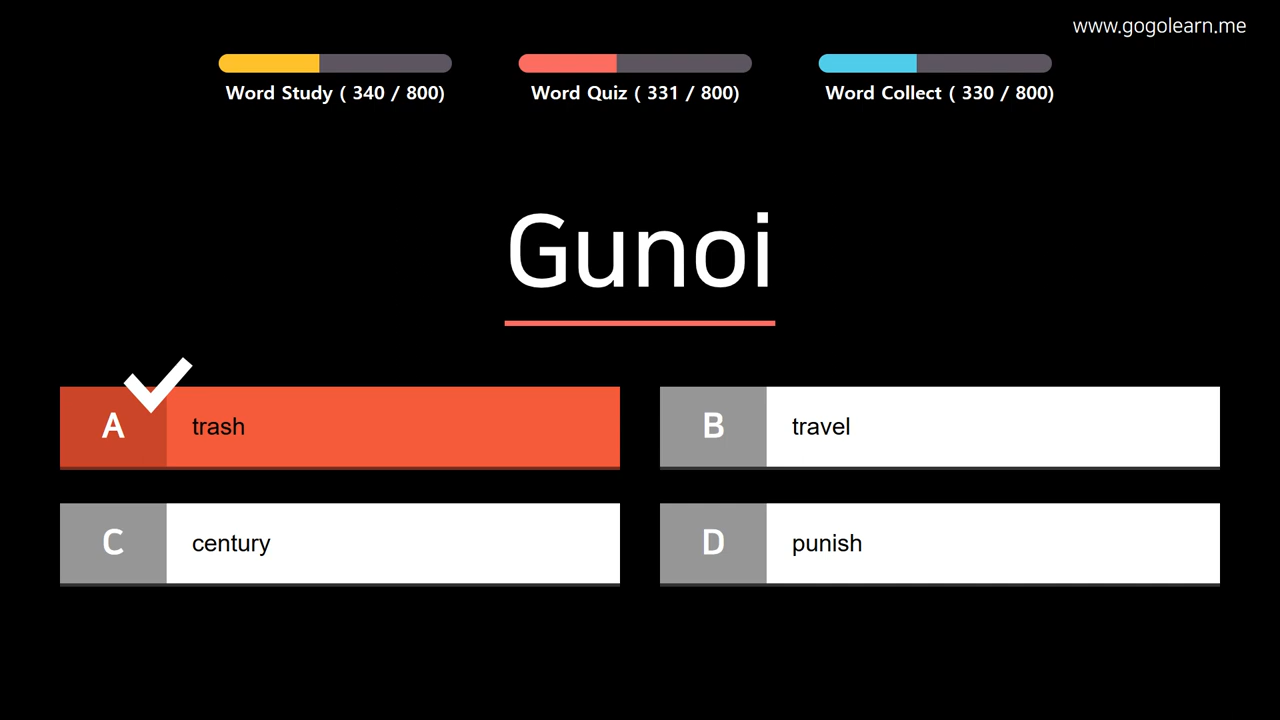 www.gogolearn.me
Word Study ( 340 / 800)
Word Quiz ( 331 / 800)
Word Collect ( 330 / 800)
Gunoi
A
trash
B
travel
C
century
D
punish